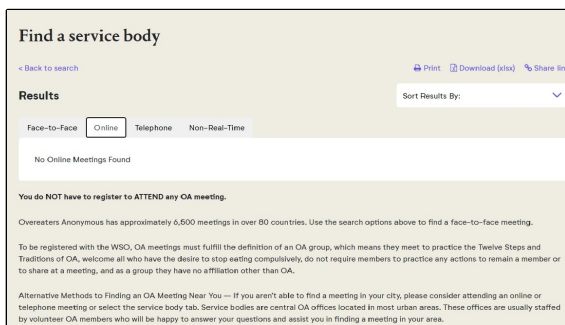 Find a service body
< Back to search
Print Download (xlsx) Share lin
Results
Sort Results By:
Face-to-Face Online Telephone Non-Real-Time
No Online Meetings Found
You do NOT have to register to ATTEND any OA meeting.
Overeaters Anonymous has approximately 6,500 meetings in over 80 countries. Use the search options above to find a face-to-face meeting.
To be registered with the WSO, OA meetings must fulfill the definition of an OA group, which means they meet to practice the Twelve Steps and
Traditions of OA, welcome all who have the desire to stop eating compulsively, do not require members to practice any actions to remain a member or
to share at a meeting, and as a group they have no affiliation other than OA.
Alternative Methods to Finding an OA Meeting Near You — If you aren't able to find a meeting in your city, please consider attending an online or
telephone meeting or select the service body tab. Service bodies are central OA offices located in most urban areas. These offices are usually staffed
by volunteer OA members who will be happy to answer your questions and assist you in finding a meeting in your area.